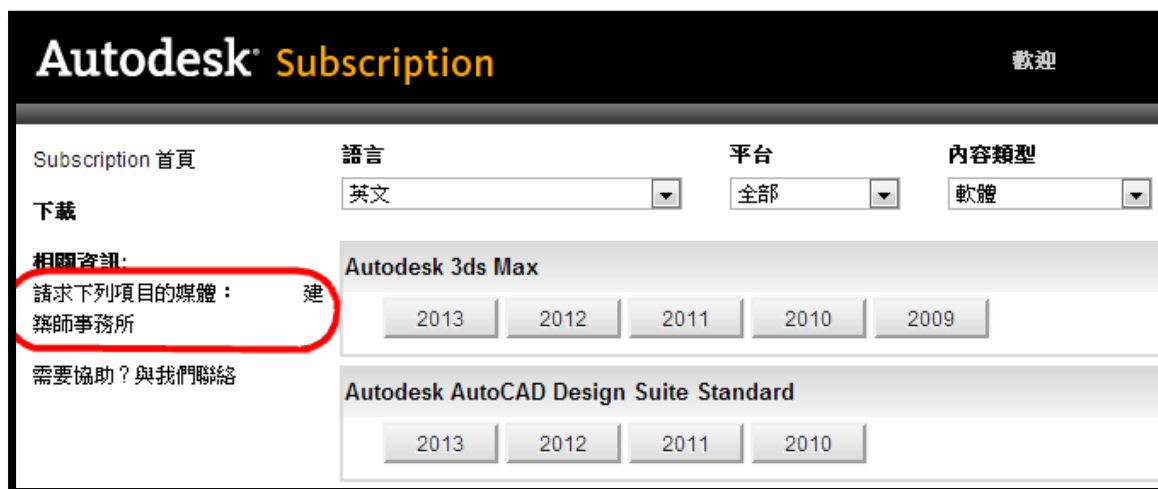 Autodesk® Subscription
歡迎
Subscription 首頁
下載
相關資訊:
請求下列項目的媒體： 建
築師事務所
需要協助？與我們聯絡
語言
平台
內容類型
英文
全部
軟體
Autodesk 3ds Max
2013 2012 2011 2010 2009
Autodesk AutoCAD Design Suite Standard
2013 2012 2011 2010